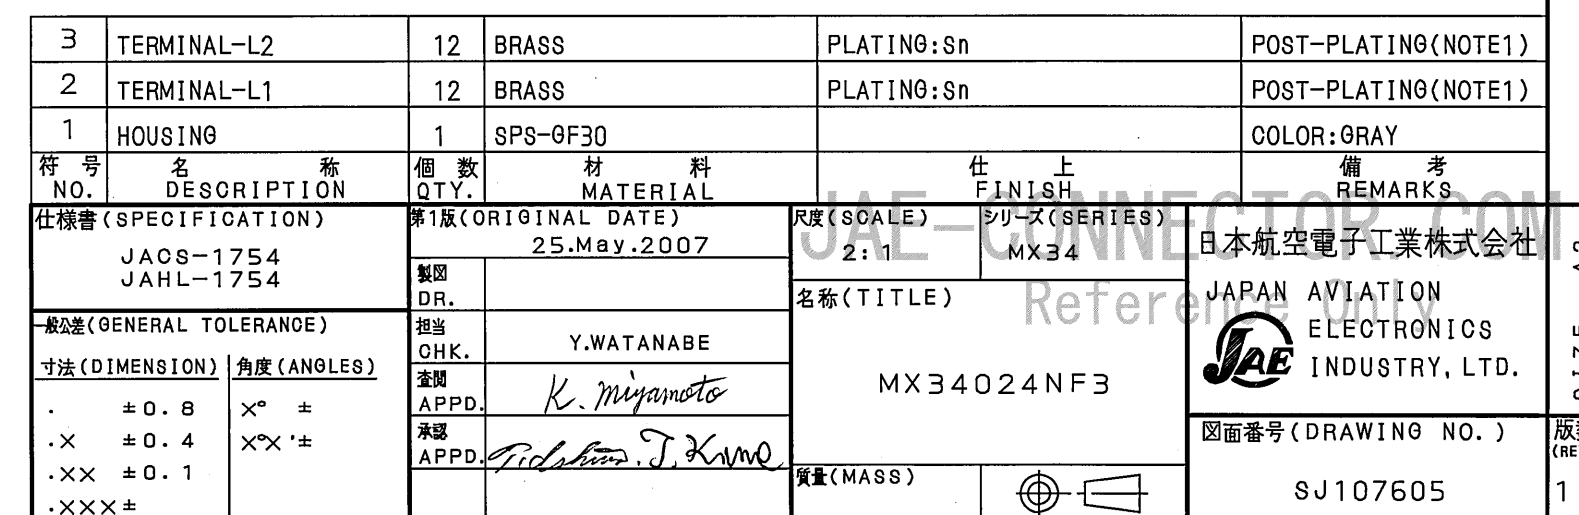 3 TERMINAL-L2 12 BRASS PLATING:Sn POST-PLATING(NOTE1)
2 TERMINAL-L1 12 BRASS PLATING:Sn POST-PLATING(NOTE1)
1 HOUSING 1 SPS-GF30 COLOR:GRAY
符号 名称 個数 材料 仕上 備考
NO. DESCRIPTION QTY. MATERIAL FINISH REMARKS
JAE-CONNECTOR.COM
Reference Only
仕様書(SPECIFICATION)
JACS-1754
JAHL-1754
一般公差(GENERAL TOLERANCE)
寸法(DIMENSION) 角度(ANGLES)
. ±0.8 X° ±
.X ±0.4 X°X'±
.XX ±0.1
.XXX±
第1版(ORIGINAL DATE)
25.May.2007
製図
DR.
担当
CHK. Y.WATANABE
査閲
APPD. K. Miyamoto
承認
APPD. T. Kuno
尺度(SCALE)
2:1
シリーズ(SERIES)
MX34
名称(TITLE)
MX34024NF3
質量(MASS)
日本航空電子工業株式会社
JAPAN AVIATION
ELECTRONICS
INDUSTRY, LTD.
JAE
図面番号(DRAWING NO.)
SJ107605
版
(RE
1